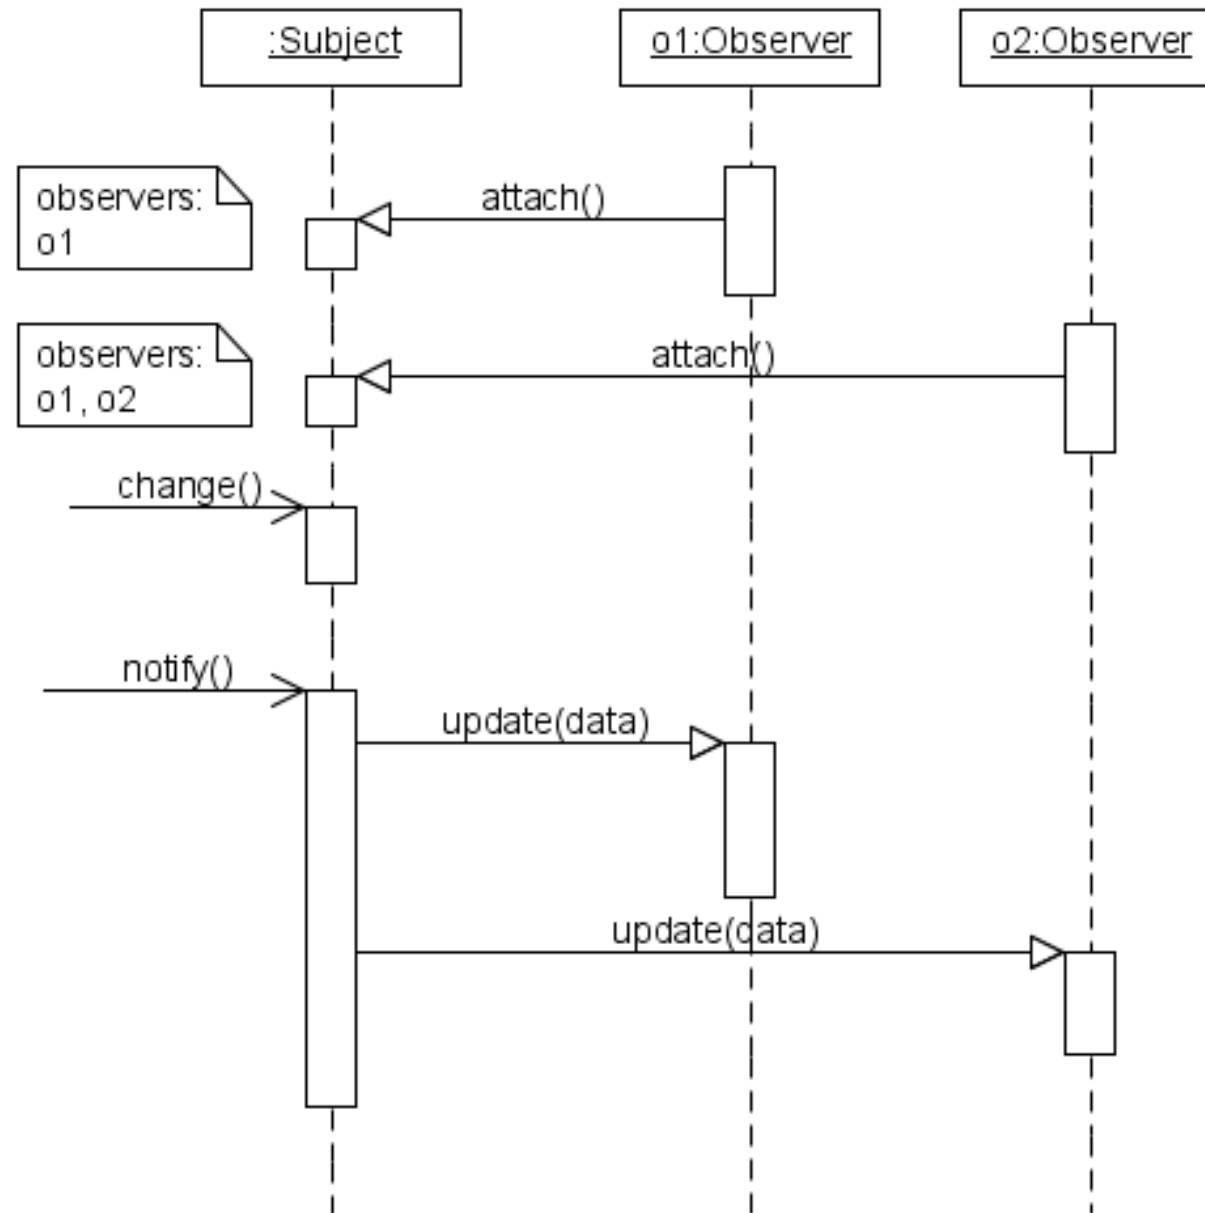 :Subject
o1:Observer
o2:Observer
observers:
o1
attach()
observers:
o1, o2
attach()
change()
notify()
update(data)
update(data)